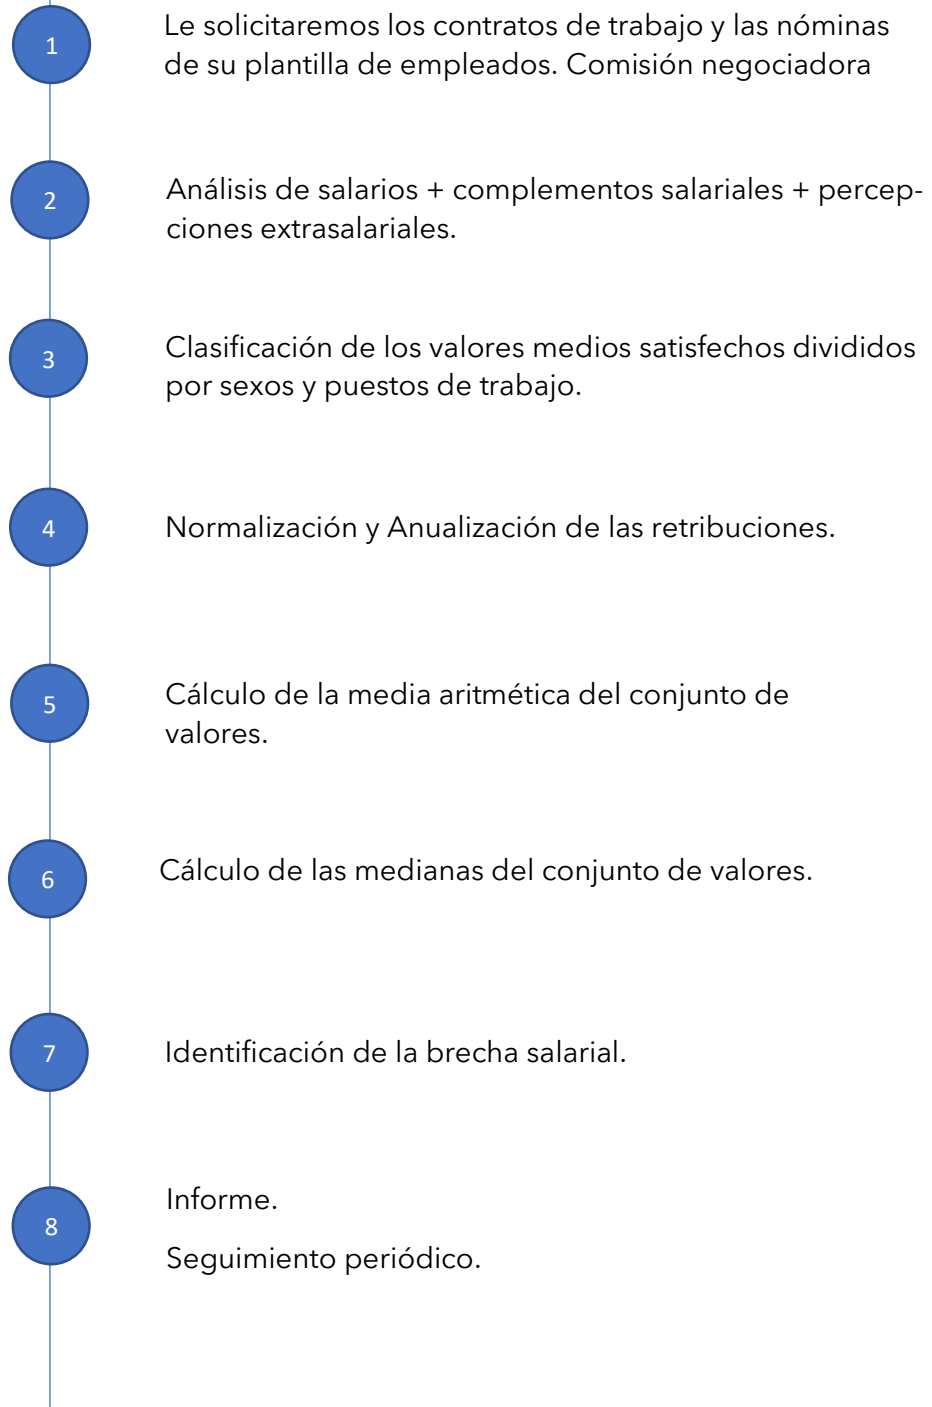 1
Le solicitaremos los contratos de trabajo y las nóminas
de su plantilla de empleados. Comisión negociadora
2
Análisis de salarios + complementos salariales + percep-
ciones extrasalariales.
3
Clasificación de los valores medios satisfechos divididos
por sexos y puestos de trabajo.
4
Normalización y Anualización de las retribuciones.
5
Cálculo de la media aritmética del conjunto de
valores.
6
Cálculo de las medianas del conjunto de valores.
7
Identificación de la brecha salarial.
8
Informe.
Seguimiento periódico.